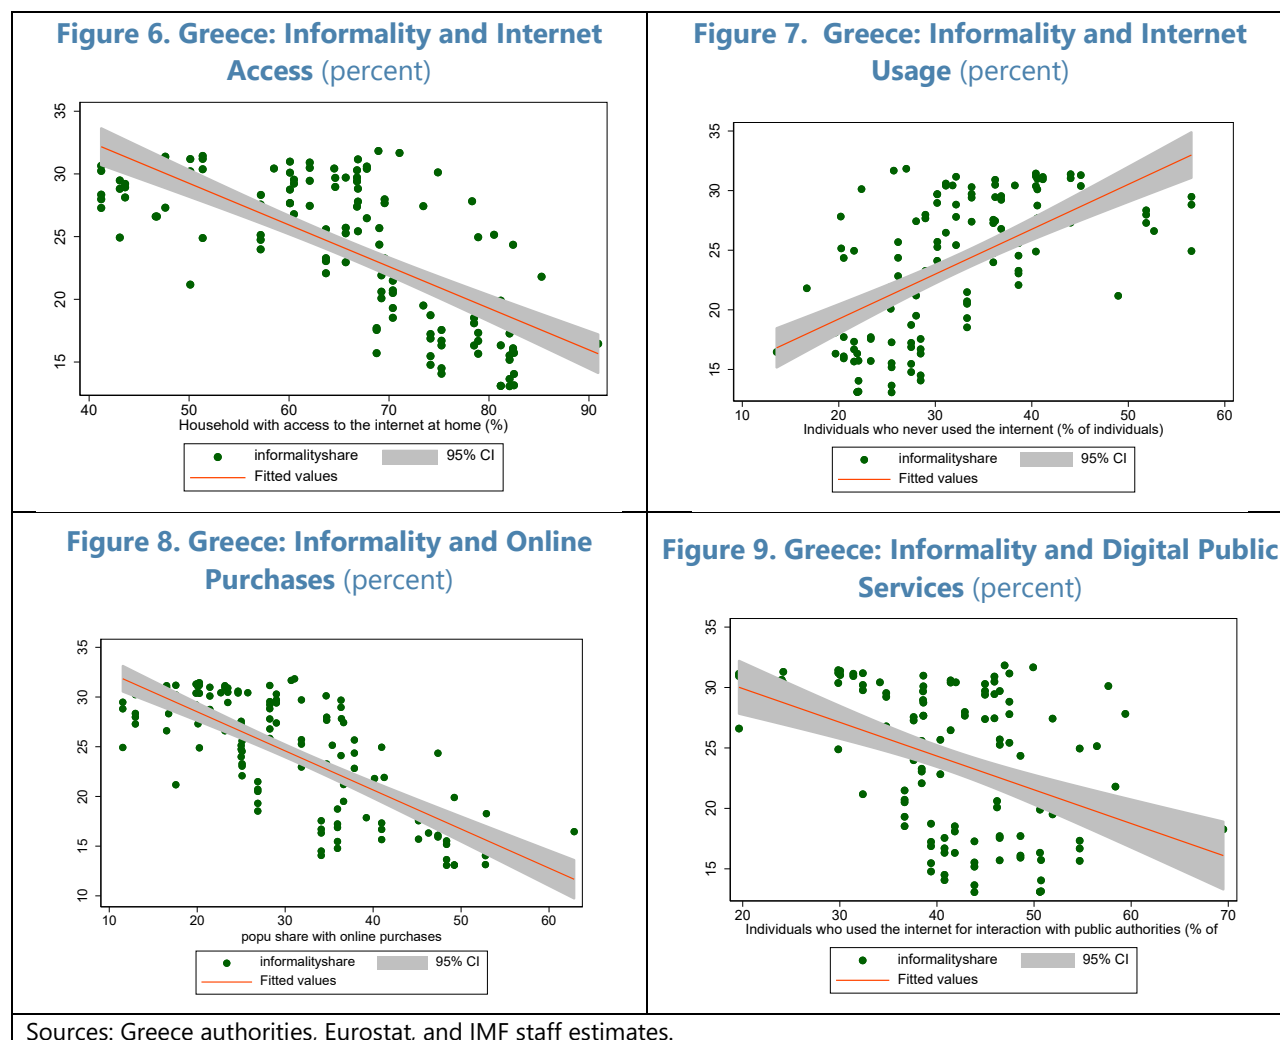 Figure 6. Greece: Informality and Internet
Access (percent)
35
30
25
20
15
40
50
60
70
80
90
Household with access to the internet at home (%)
informalityshare
95% CI
Fitted values
Figure 7.  Greece: Informality and Internet
Usage (percent)
35
30
25
20
15
10
20
30
40
50
60
Individuals who never used the internent (% of individuals)
informalityshare
95% CI
Fitted values
Figure 8. Greece: Informality and Online
Purchases (percent)
35
30
25
20
15
10
10
20
30
40
50
60
popu share with online purchases
informalityshare
95% CI
Fitted values
Figure 9. Greece: Informality and Digital Public
Services (percent)
35
30
25
20
15
20
30
40
50
60
70
Individuals who used the internet for interaction with public authorities (% of
informalityshare
95% CI
Fitted values
Sources: Greece authorities, Eurostat, and IMF staff estimates.